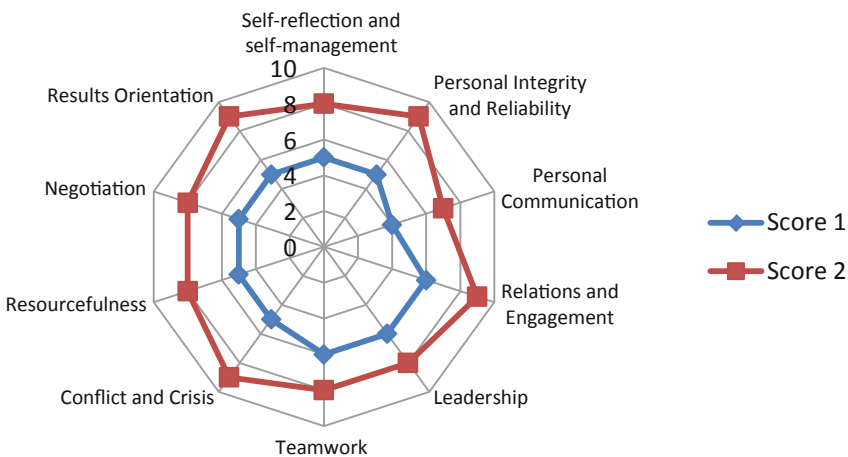 Self-reflection and
self-management
Personal Integrity
and Reliability
Personal
Communication
Relations and
Engagement
Leadership
Teamwork
Conflict and Crisis
Resourcefulness
Negotiation
Results Orientation
10
8
6
4
2
0
Score 1
Score 2